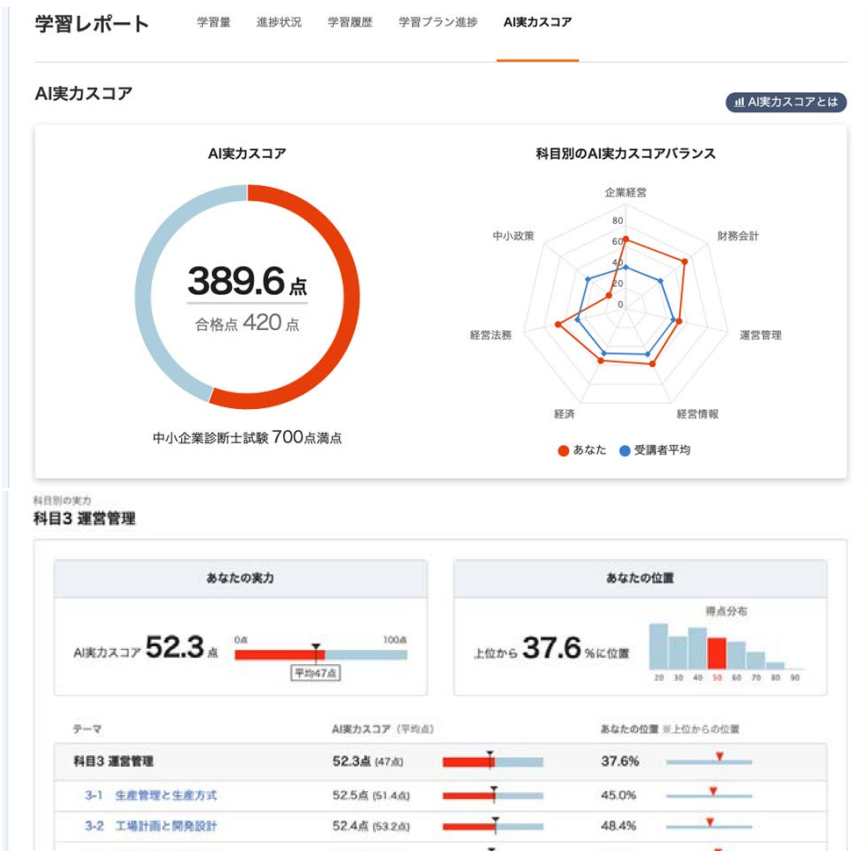 学習レポート 学習量 進捗状況 学習履歴 学習プラン進捗 AI実力スコア
AI実力スコア
AI実力スコアとは
AI実力スコア
389.6点
合格点 420 点
中小企業診断士試験 700点満点
科目別のAI実力スコアバランス
企業経営
財務会計
運営管理
経営情報
経済
経営法務
中小政策
80
60
40
20
0
あなた 受講者平均
科目別の実力
科目3 運営管理
あなたの実力
AI実力スコア 52.3 点
0点 100点
平均47点
あなたの位置
上位から 37.6 %に位置
得点分布
20 30 40 50 60 70 80 90
テーマ AI実力スコア (平均点) あなたの位置 ※上位からの位置
科目3 運営管理 52.3点 (47点) 37.6%
3-1 生産管理と生産方式 52.5点 (51.4点) 45.0%
3-2 工場計画と開発設計 52.4点 (53.2点) 48.4%